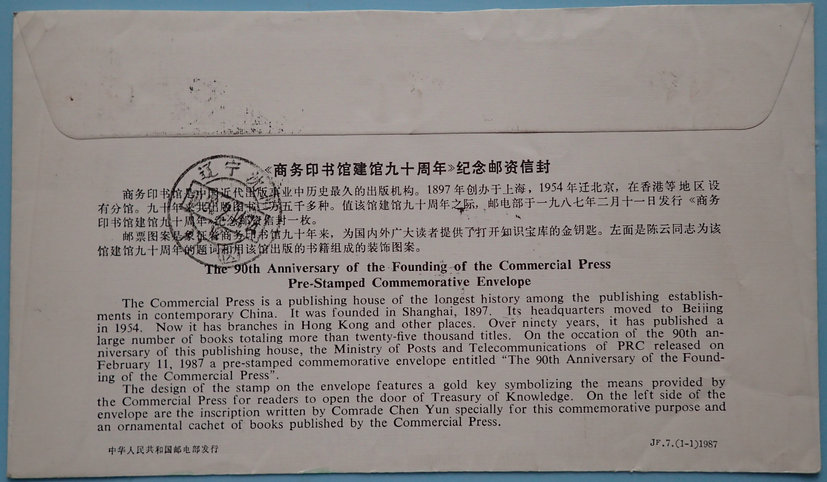 《商务印书馆建馆九十周年》纪念邮资信封
商务印书馆是中国近代出版事业中历史最久的出版机构。1897年创办于上海，1954年迁北京，在香港等地区设
有分馆。九十年来共出版图书二万五千多种。值该馆建馆九十周年之际，邮电部于一九八七年二月十一日发行《商务
印书馆建馆九十周年》纪念邮资信封一枚。
邮票图案是象征着商务印书馆九十年来，为国内外广大读者提供了打开知识宝库的金钥匙。左面是陈云同志为该
馆建馆九十周年的题词和用该馆出版的书籍组成的装饰图案。
The 90th Anniversary of the Founding of the Commercial Press
Pre-Stamped Commemorative Envelope
The Commercial Press is a publishing house of the longest history among the publishing establish-
ments in contemporary China. It was founded in Shanghai, 1897. Its headquarters moved to Beijing
in 1954. Now it has branches in Hong Kong and other places. Over ninety years, it has published a
large number of books totaling more than twenty-five thousand titles. On the occation of the 90th an-
niversary of this publishing house, the Ministry of Posts and Telecommunications of PRC released on
February 11, 1987 a pre-stamped commemorative envelope entitled “The 90th Anniversary of the Found-
ing of the Commercial Press”.
The design of the stamp on the envelope features a gold key symbolizing the means provided by
the Commercial Press for readers to open the door of Treasury of Knowledge. On the left side of the
envelope are the inscription written by Comrade Chen Yun specially for this commemorative purpose and
an ornamental cachet of books published by the Commercial Press.
中华人民共和国邮电部发行
JF.7.(1-1)1987
辽宁